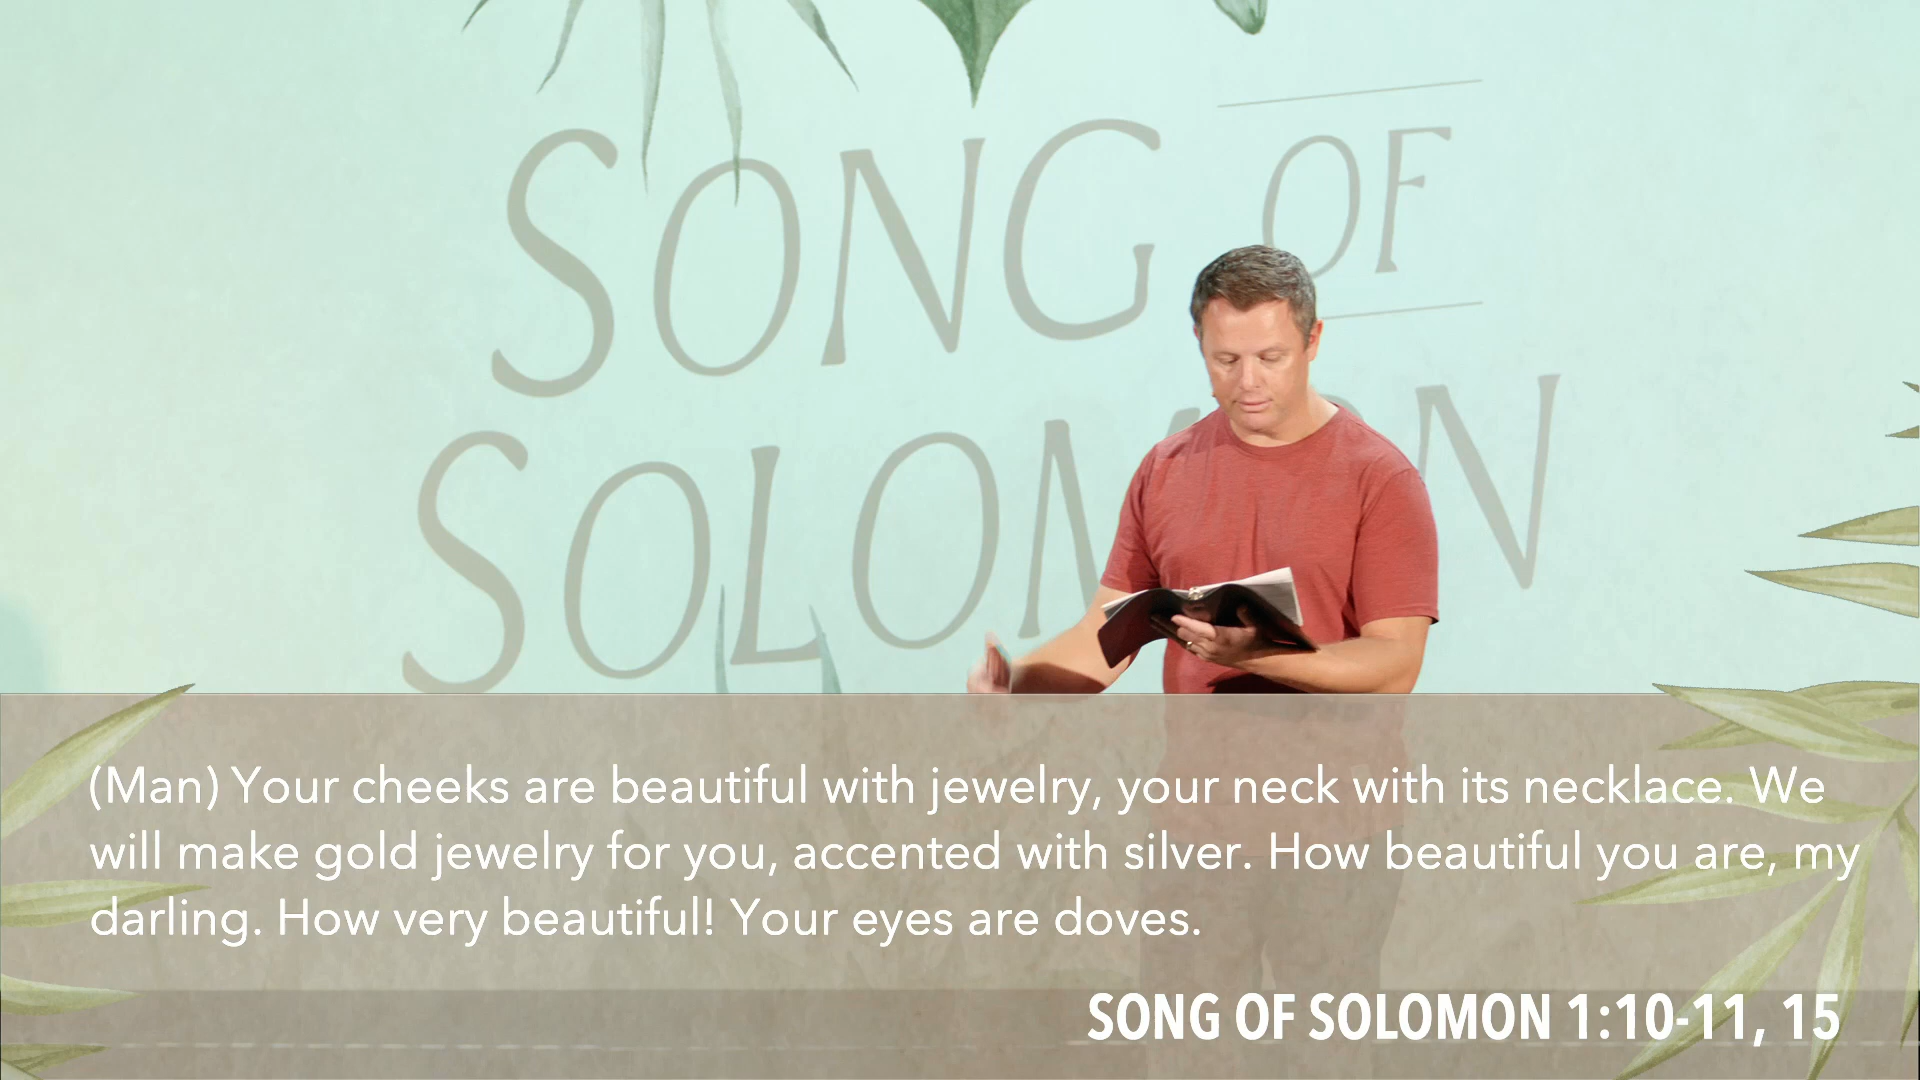 SONG OF
SOLOMON
(Man) Your cheeks are beautiful with jewelry, your neck with its necklace. We
will make gold jewelry for you, accented with silver. How beautiful you are, my
darling. How very beautiful! Your eyes are doves.
SONG OF SOLOMON 1:10-11, 15